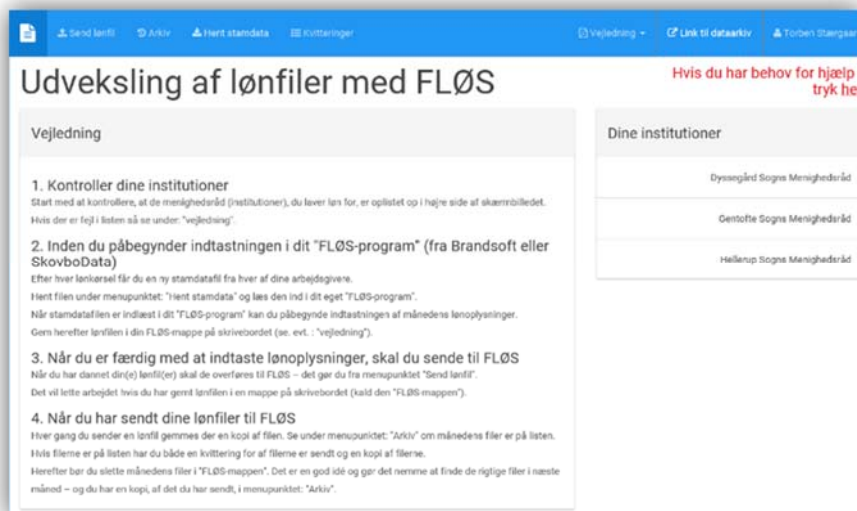 Send lønfil Arkiv Hent stamdata Kvitteringer Vejledning Link til dataarkiv Torben Stærgaar
Udveksling af lønfiler med FLØS
Hvis du har behov for hjælp
tryk he
Vejledning
1. Kontroller dine institutioner
Start med at kontrollere, at de menighedsråd (institutioner), du laver løn for, er oplistet op i højre side af skærmbilledet.
Hvis der er fejl i listen så se under: "vejledning".
2. Inden du påbegynder indtastningen i dit "FLØS-program" (fra Brandsoft eller
SkovboData)
Efter hver lønkørsel får du en ny stamdatafil fra hver af dine arbejdsgivere.
Hent filen under menupunktet: "Hent stamdata" og læs den ind i dit eget "FLØS-program".
Når stamdatafilen er indlæst i dit "FLØS-program" kan du påbegynde indtastningen af månedens lønoplysninger.
Gem herefter lønfilen i din FLØS-mappe på skrivebordet (se. evt. : "vejledning").
3. Når du er færdig med at indtaste lønoplysninger, skal du sende til FLØS
Når du har dannet din(e) lønfil(er) skal de overføres til FLØS – det gør du fra menupunktet "Send lønfil".
Det vil lette arbejdet hvis du har gemt lønfilen i en mappe på skrivebordet (kald den "FLØS-mappen").
4. Når du har sendt dine lønfiler til FLØS
Hver gang du sender en lønfil gemmes der en kopi af filen. Se under menupunktet: "Arkiv" om månedens filer er på listen.
Hvis filerne er på listen har du både en kvittering for af filerne er sendt og en kopi af filerne.
Herefter bør du slette månedens filer i "FLØS-mappen". Det er en god idé og gør det nemme at finde de rigtige filer i næste
måned – og du har en kopi, af det du har sendt, i menupunktet: "Arkiv".
Dine institutioner
Dyssegård Sogns Menighedsråd
Gentofte Sogns Menighedsråd
Hellerup Sogns Menighedsråd